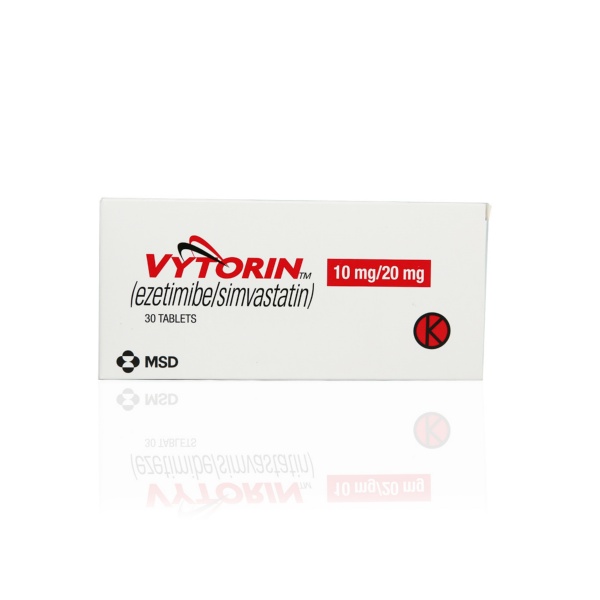 VYTORIN™
10 mg/20 mg
(ezetimibe/simvastatin)
30 TABLETS
K
MSD